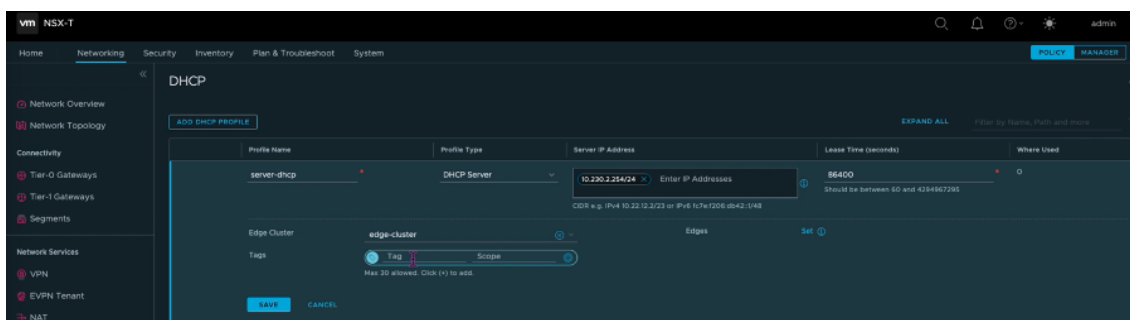 vm NSX-T admin
Home Networking Security Inventory Plan & Troubleshoot System POLICY MANAGER
DHCP
Network Overview
ADD DHCP PROFILE EXPAND ALL Filter by Name, Path and more
Network Topology
Connectivity Profile Name Profile Type Server IP Address Lease Time (seconds) Where Used
Tier-0 Gateways server-dhcp * DHCP Server 10.230.2.254/24 × Enter IP Addresses 86400 * 0
Tier-1 Gateways Should be between 60 and 4294967295
CIDR e.g. IPv4 10.22.12.2/23 or IPv6 fc7e:f206:db42::1/48
Segments
Edge Cluster edge-cluster Edges Set
Network Services Tags Tag Scope
Max 30 allowed. Click (+) to add.
VPN
EVPN Tenant
SAVE CANCEL
NAT